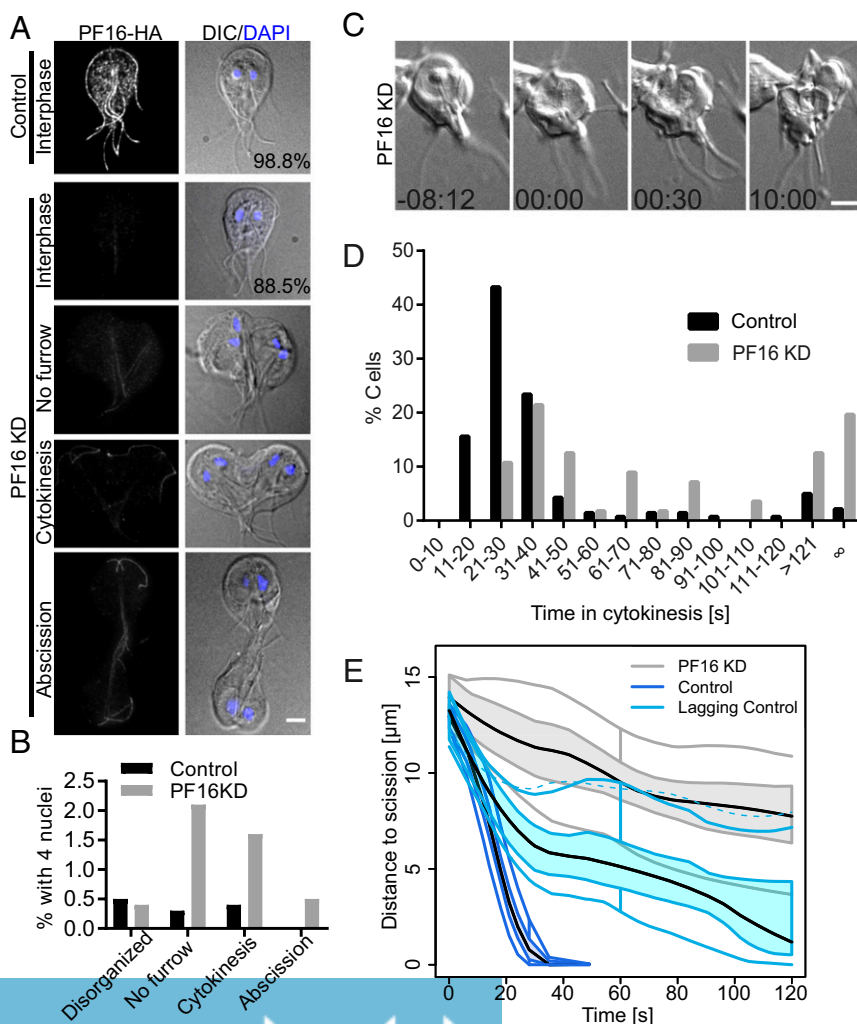 A
PF16-HA DIC/DAPI
Control
Interphase
98.8%
PF16 KD
Interphase
88.5%
No furrow
Cytokinesis
Abscission
B
Control
PF16KD
% with 4 nuclei
2.5
2.0
1.5
1.0
0.5
0.0
Disorganized
No furrow
Cytokinesis
Abscission
C
PF16 KD
-08:12 00:00 00:30 10:00
D
% Cells
50
40
30
20
10
0
Control
PF16 KD
0-10 11-20 21-30 31-40 41-50 51-60 61-70 71-80 81-90 91-100 101-110 111-120 >121 ∞
Time in cytokinesis [s]
E
PF16 KD
Control
Lagging Control
Distance to scission [µm]
15
10
5
0
0 20 40 60 80 100 120
Time [s]